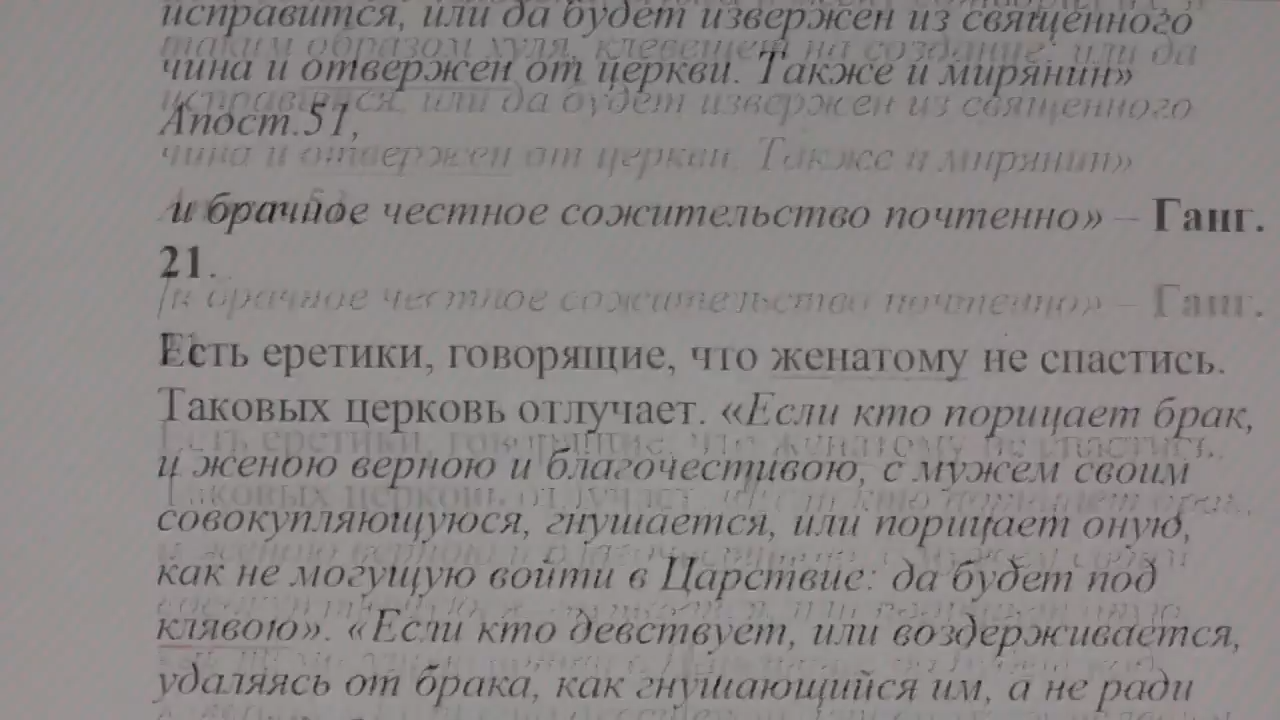 исправится, или да будет извержен из священного
чина и отвержен от церкви. Также и мирянин»
Апост.51,
и брачное честное сожительство почтенно» – Ганг.
21.
Есть еретики, говорящие, что женатому не спастись.
Таковых церковь отлучает. «Если кто порицает брак,
и женою верною и благочестивою, с мужем своим
совокупляющуюся, гнушается, или порицает оную,
как не могущую войти в Царствие: да будет под
клявою». «Если кто девствует, или воздерживается,
удаляясь от брака, как гнушающийся им, а не ради